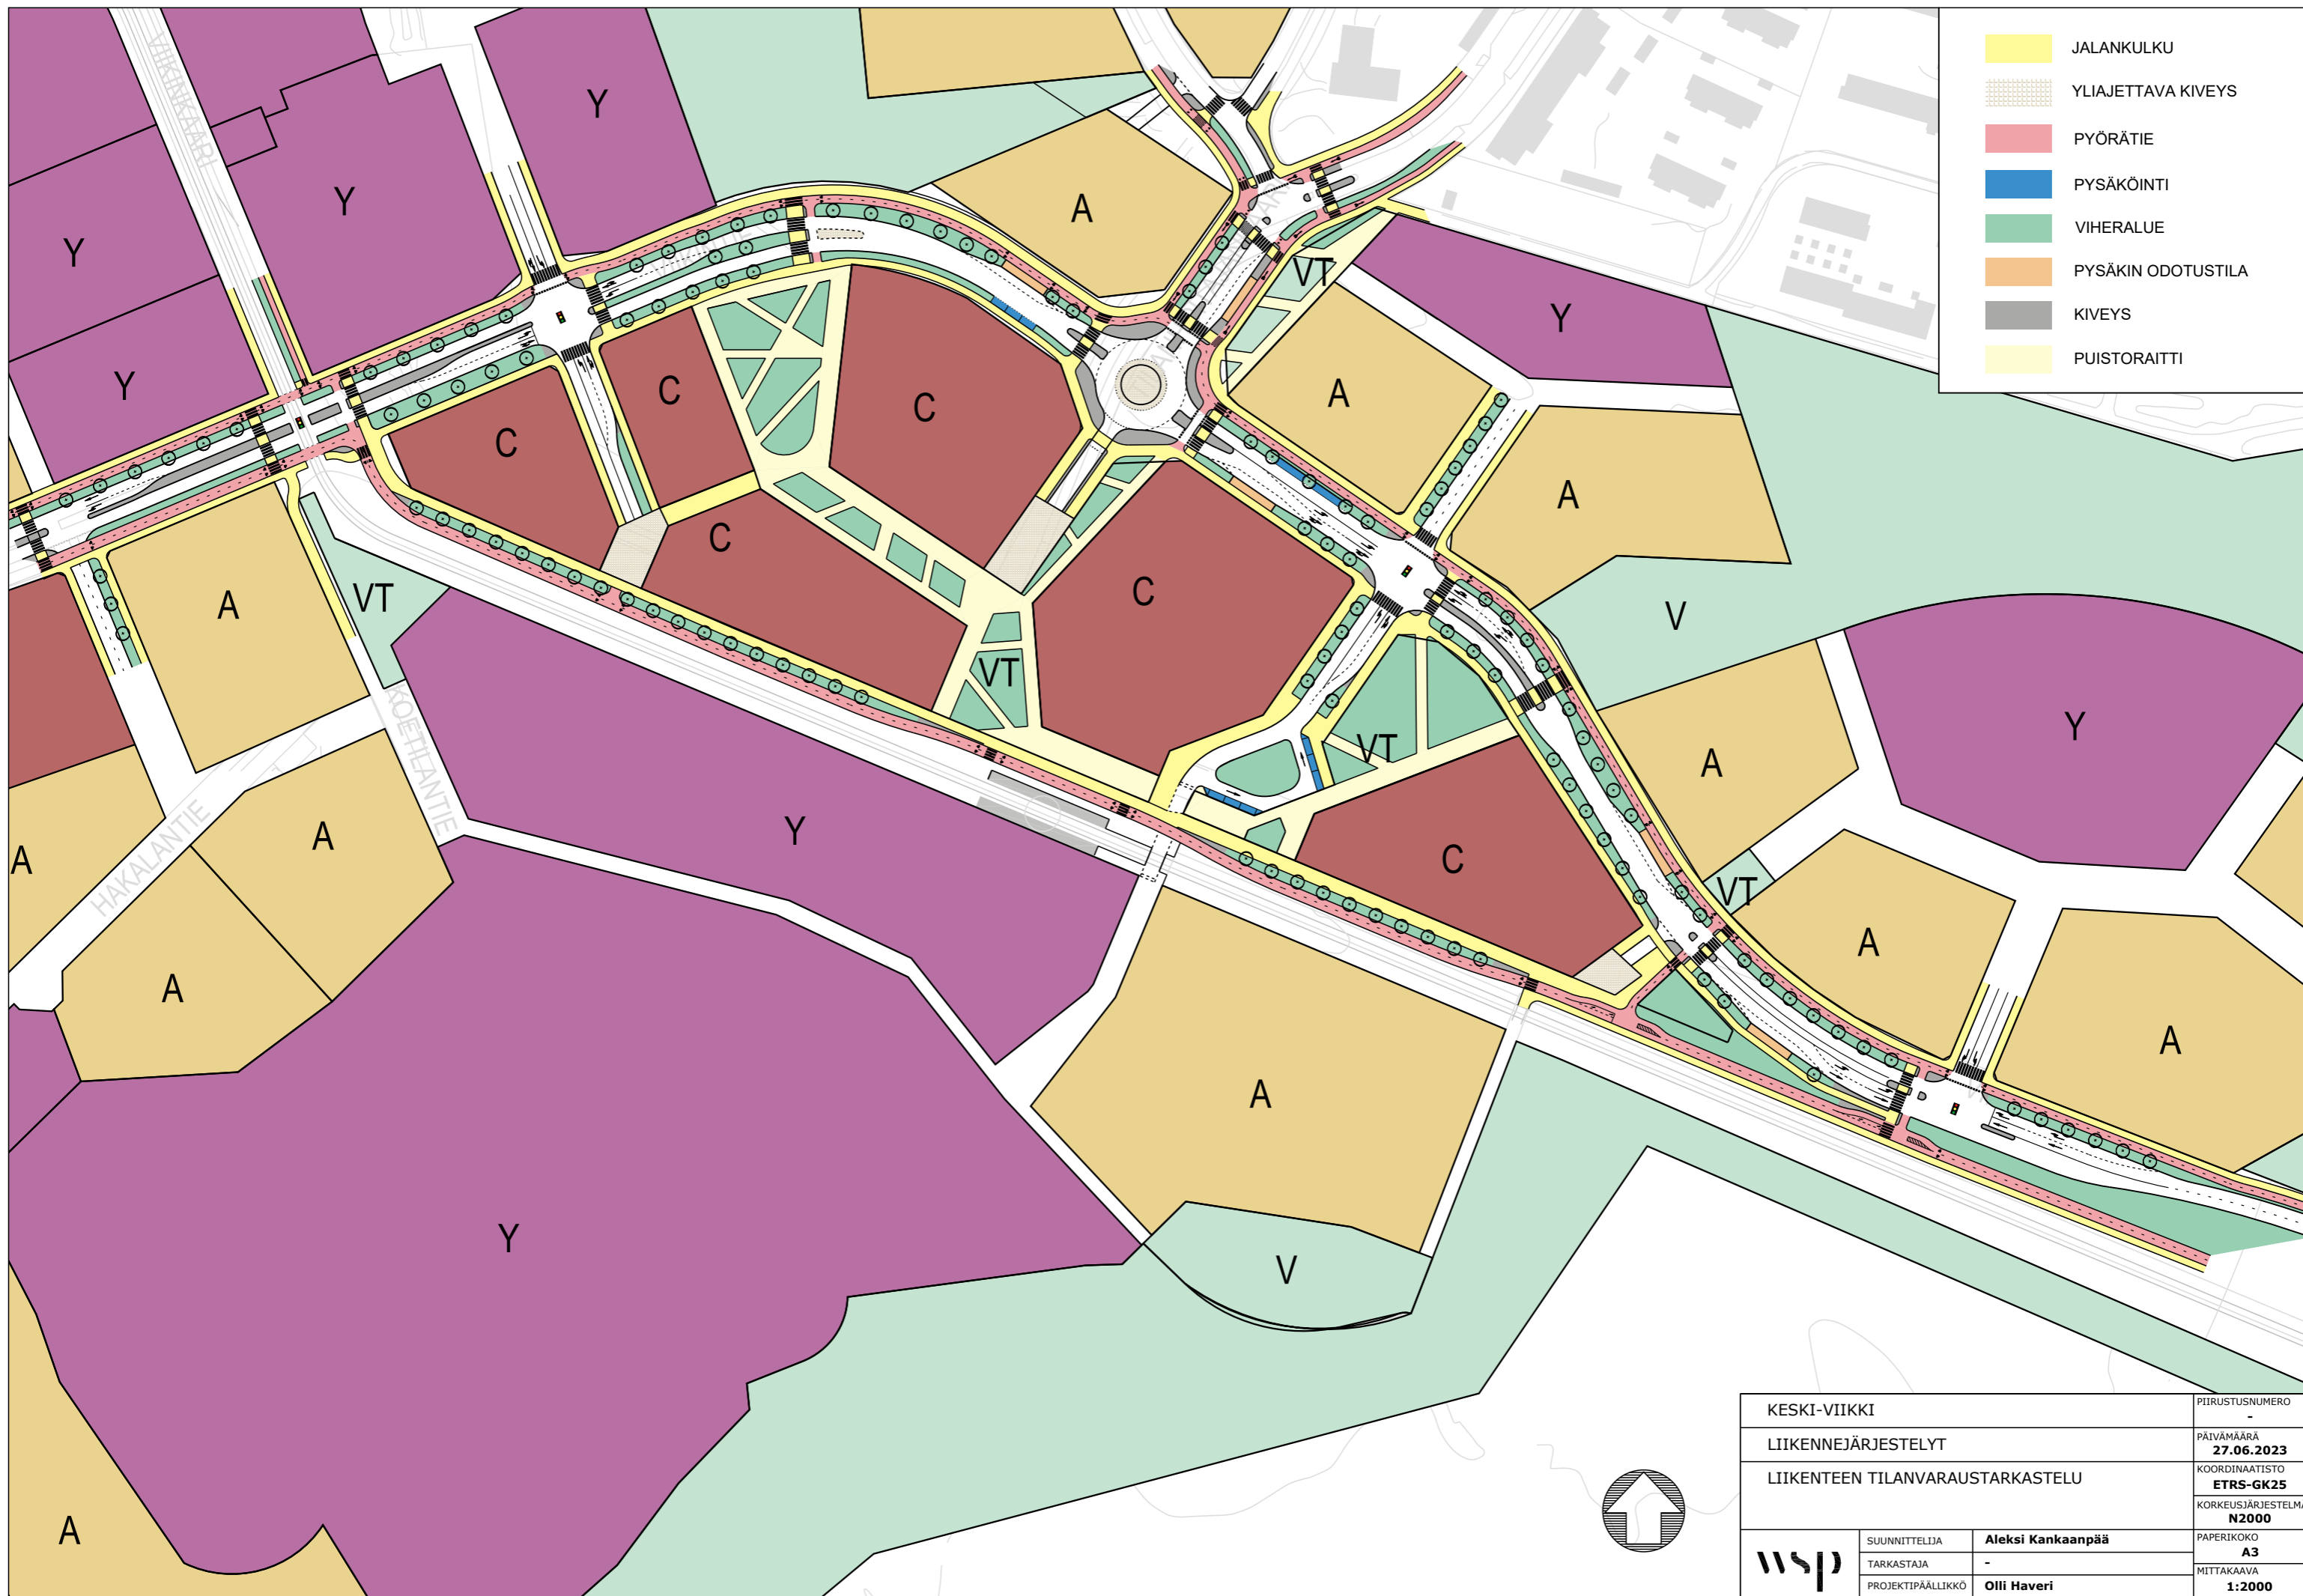 JALANKULKU
YLIAJETTAVA KIVEYS
PYÖRÄTIE
PYSÄKÖINTI
VIHERALUE
PYSÄKIN ODOTUSTILA
KIVEYS
PUISTORAITTI
VIIKINKAARI
Y
Y
Y
Y
A
VT
Y
C
C
C
A
A
C
C
A
VT
V
VT
VT
A
Y
KOETILANTIE
HAKALANTIE
A
A
Y
C
VT
A
A
A
A
A
Y
V
A
KESKI-VIIKKI
LIIKENNEJÄRJESTELYT
LIIKENTEEN TILANVARAUSTARKASTELU
PIIRUSTUSNUMERO
-
PÄIVÄMÄÄRÄ
27.06.2023
KOORDINAATISTO
ETRS-GK25
KORKEUSJÄRJESTELMÄ
N2000
PAPERIKOKO
A3
MITTAKAAVA
1:2000
wsp
SUUNNITTELIJA Aleksi Kankaanpää
TARKASTAJA -
PROJEKTIPÄÄLLIKKÖ Olli Haveri